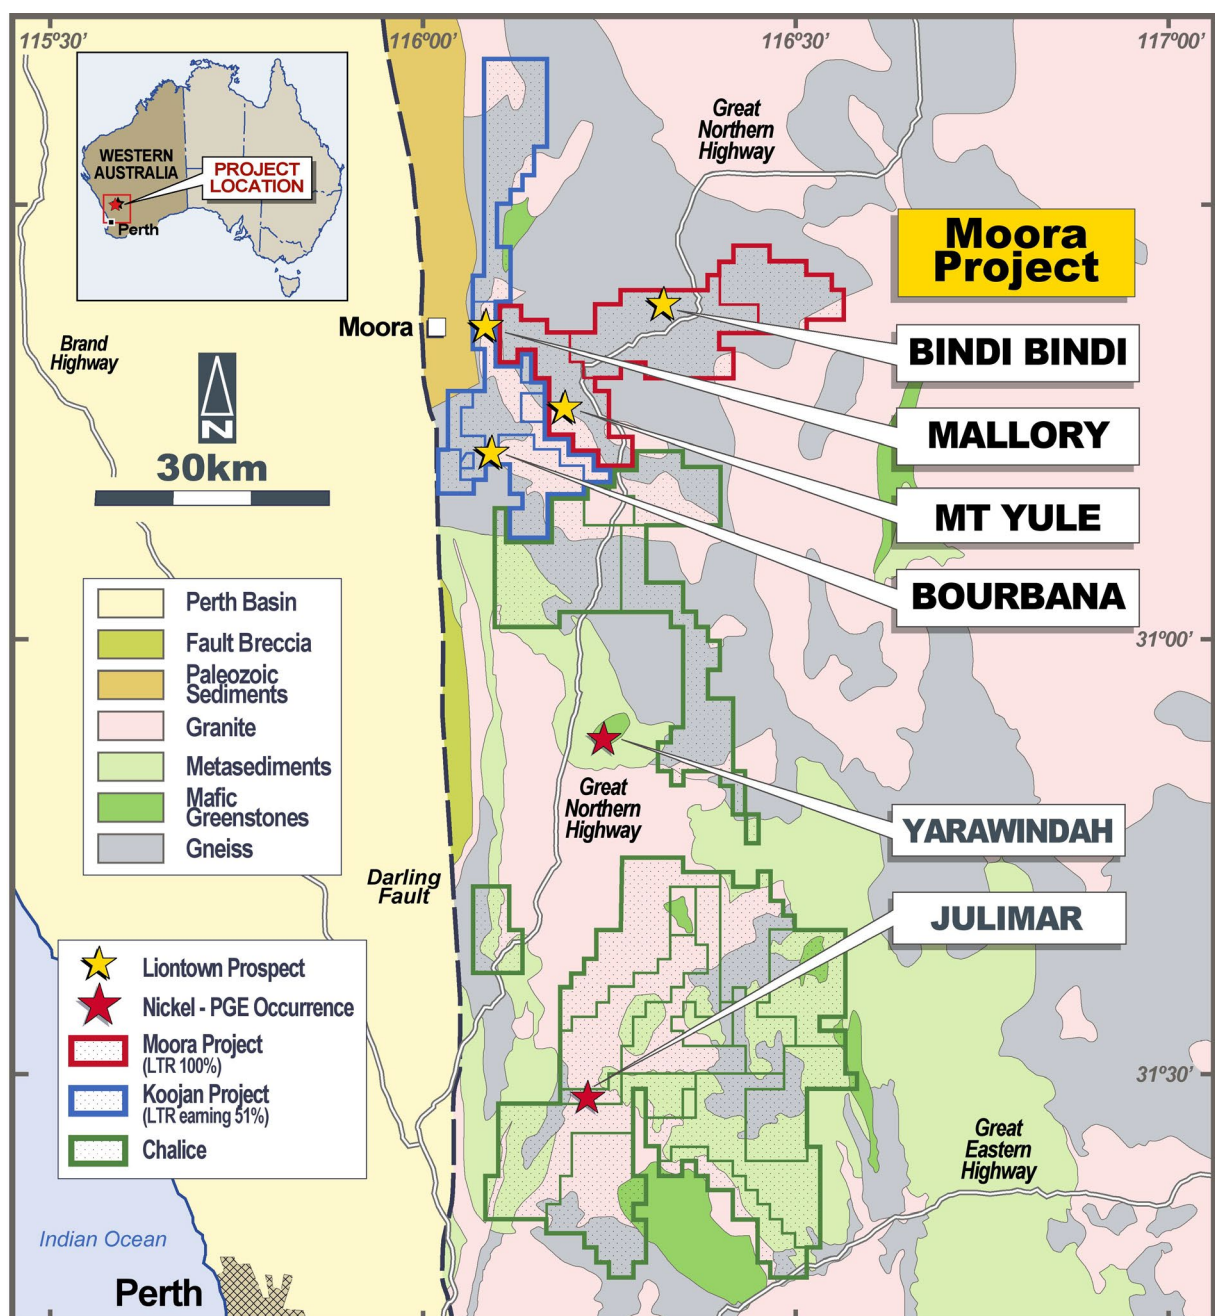 115º30'
116º00'
116º30'
117º00'
WESTERN
AUSTRALIA
PROJECT
LOCATION
Perth
Great
Northern
Highway
Moora
Project
Moora
BINDI BINDI
Brand
Highway
MALLORY
N
30km
MT YULE
BOURBANA
31º00'
Perth Basin
Fault Breccia
Paleozoic
Sediments
Granite
Metasediments
Mafic
Greenstones
Gneiss
Great
Northern
Highway
YARAWINDAH
Darling
Fault
JULIMAR
Liontown Prospect
Nickel - PGE Occurrence
Moora Project
(LTR 100%)
Koojan Project
(LTR earning 51%)
Chalice
31º30'
Great
Eastern
Highway
Indian Ocean
Perth